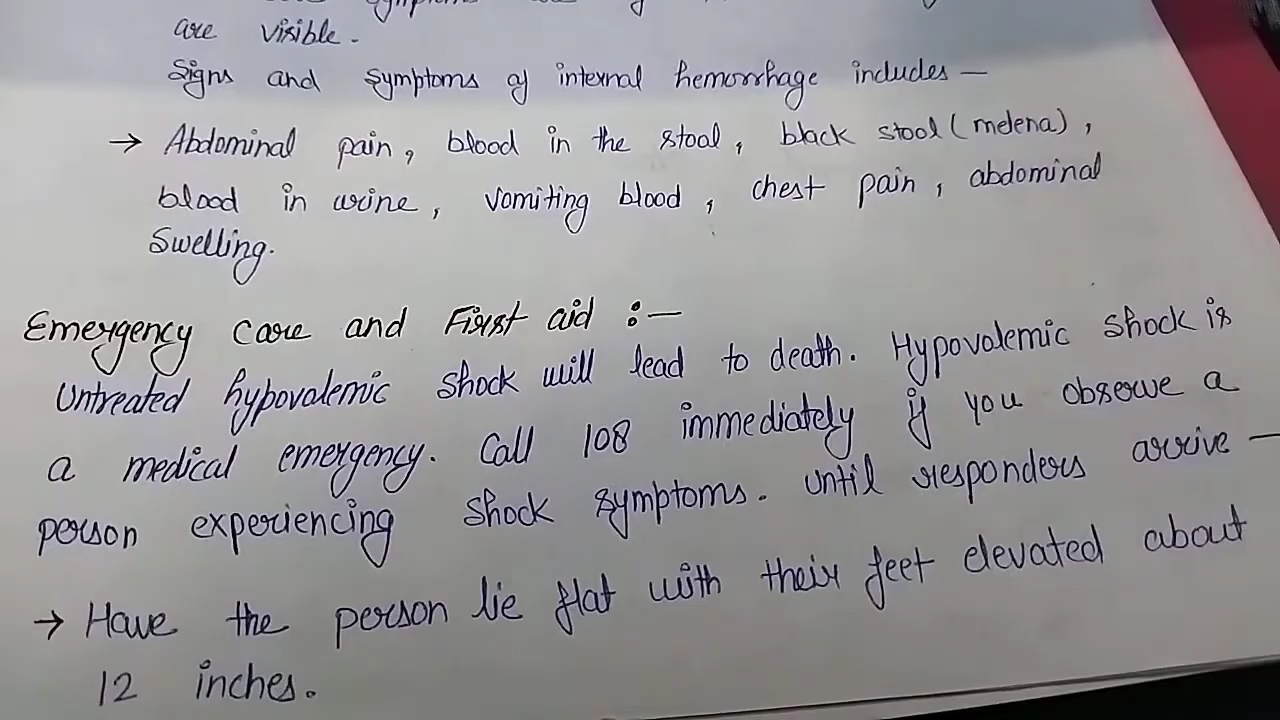 are visible.
Signs and symptoms of internal hemorrhage includes —
→ Abdominal pain, blood in the stool, black stool (melena),
blood in urine, vomiting blood, chest pain, abdominal
swelling.
Emergency care and First aid :—
Untreated hypovolemic shock will lead to death. Hypovolemic shock is
a medical emergency. Call 108 immediately if you observe a
person experiencing shock symptoms. Until responders arrive —
→ Have the person lie flat with their feet elevated about
12 inches.